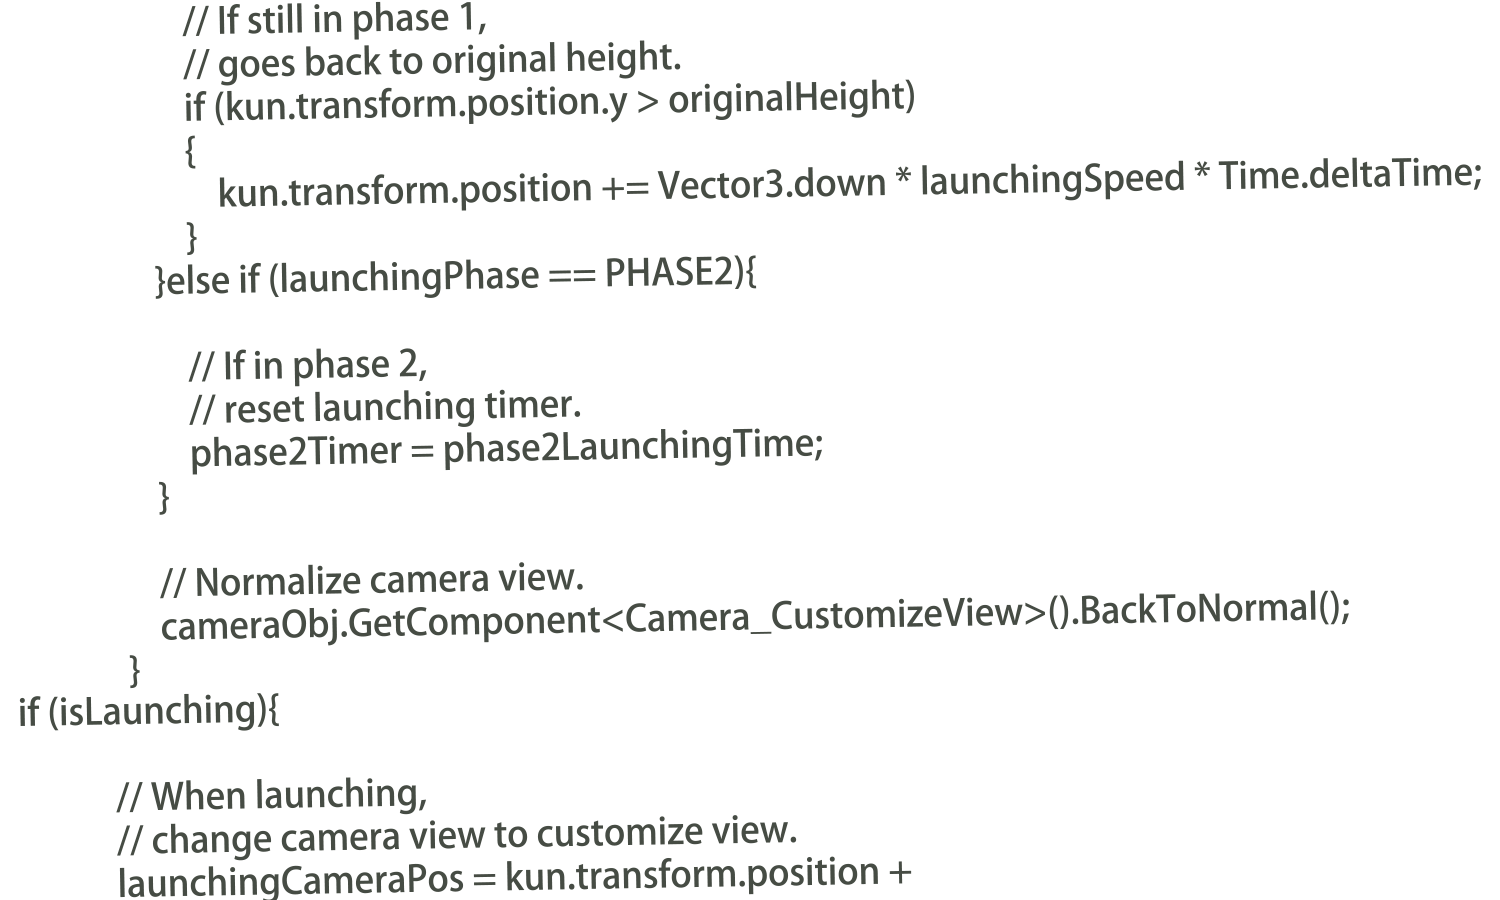 // If still in phase 1,
// goes back to original height.
if (kun.transform.position.y > originalHeight)
{
kun.transform.position += Vector3.down * launchingSpeed * Time.deltaTime;
}
}else if (launchingPhase == PHASE2){
// If in phase 2,
// reset launching timer.
phase2Timer = phase2LaunchingTime;
}
// Normalize camera view.
cameraObj.GetComponent<Camera_CustomizeView>().BackToNormal();
}
if (isLaunching){
// When launching,
// change camera view to customize view.
launchingCameraPos = kun.transform.position +